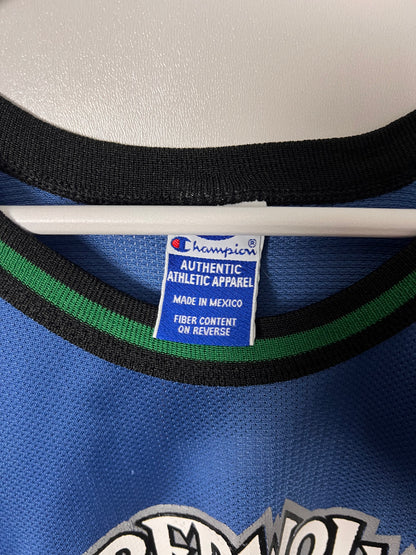 Champion®
AUTHENTIC
ATHLETIC APPAREL
MADE IN MEXICO
FIBER CONTENT
ON REVERSE